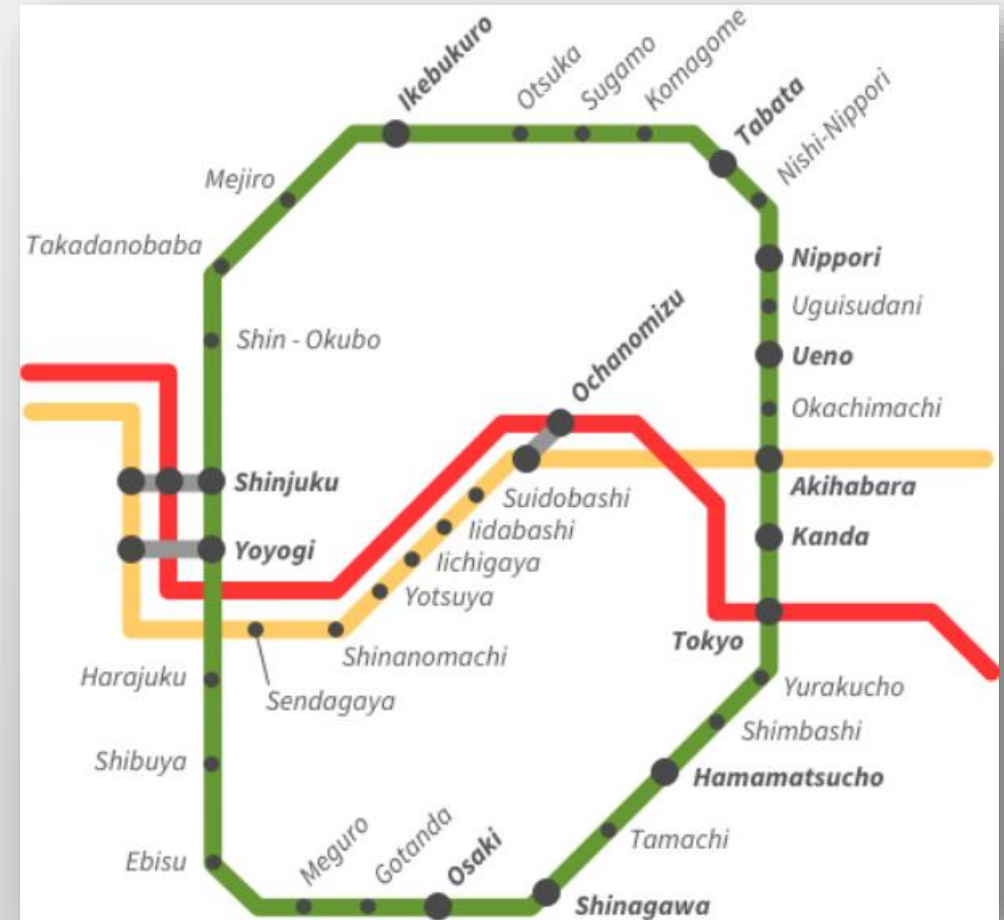 Ikebukuro
Otsuka
Sugamo
Komagome
Tabata
Nishi-Nippori
Mejiro
Takadanobaba
Nippori
Uguisudani
Shin - Okubo
Ochanomizu
Ueno
Okachimachi
Shinjuku
Akihabara
Suidobashi
Iidabashi
Kanda
Yoyogi
Iichigaya
Yotsuya
Tokyo
Shinanomachi
Harajuku
Sendagaya
Yurakucho
Shimbashi
Shibuya
Hamamatsucho
Tamachi
Ebisu
Meguro
Gotanda
Osaki
Shinagawa